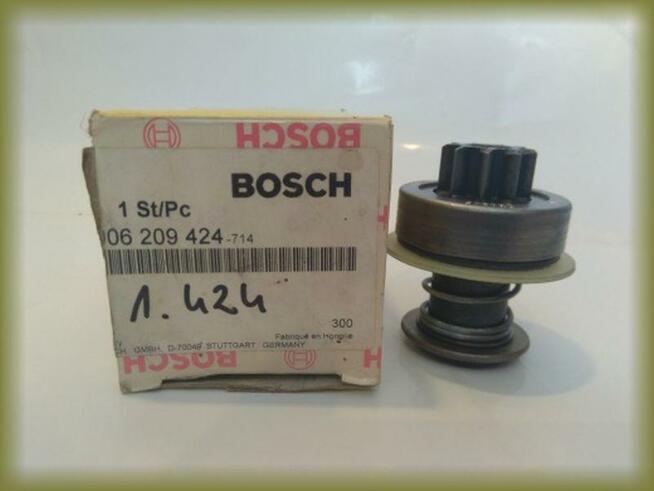 BOSCH
BOSCH
1 St/Pc
06 209 424-714
1.424
300
Fabriqué en Hongrie
GMBH, D-70049 STUTTGART GERMANY